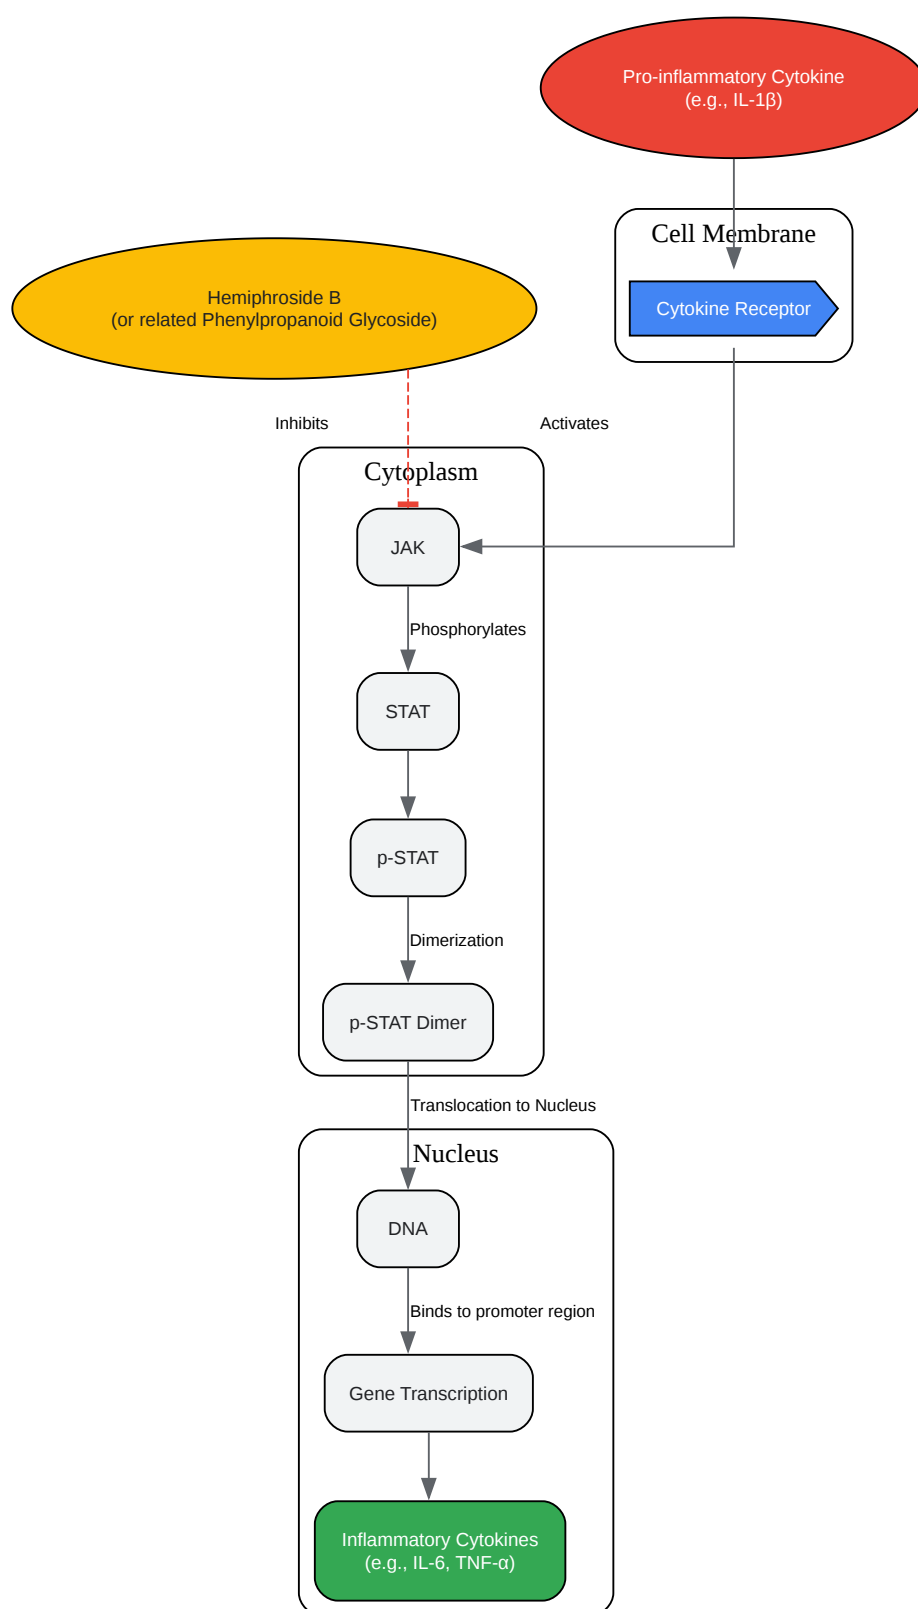 Pro-inflammatory Cytokine
(e.g., IL-1β)
Cell Membrane
Cytokine Receptor
Hemiphroside B
(or related Phenylpropanoid Glycoside)
Inhibits
Activates
Cytoplasm
JAK
Phosphorylates
STAT
p-STAT
Dimerization
p-STAT Dimer
Translocation to Nucleus
Nucleus
DNA
Binds to promoter region
Gene Transcription
Inflammatory Cytokines
(e.g., IL-6, TNF-α)